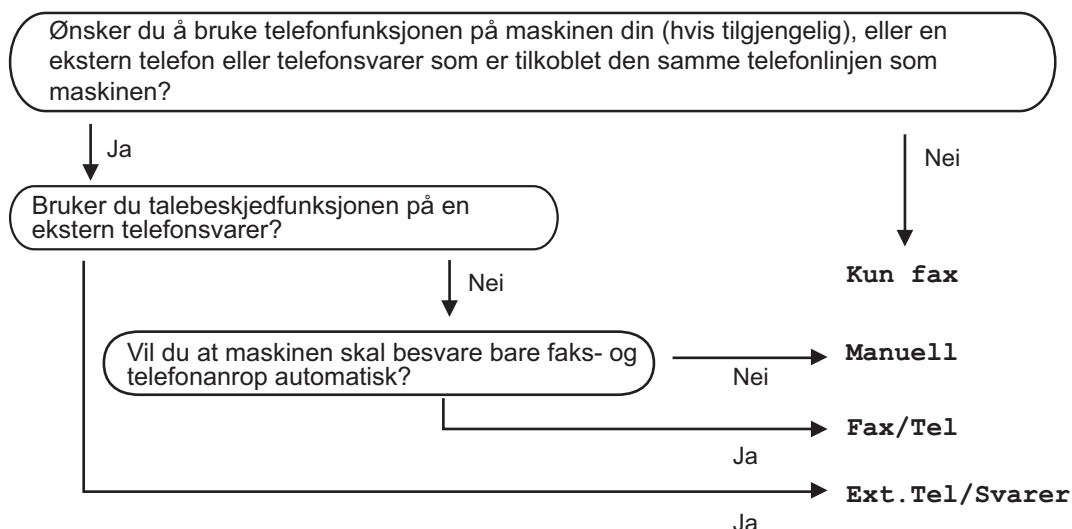 Ønsker du å bruke telefonfunksjonen på maskinen din (hvis tilgjengelig), eller en
ekstern telefon eller telefonsvarer som er tilkoblet den samme telefonlinjen som
maskinen?
Ja
Nei
Bruker du talebeskjedfunksjonen på en
ekstern telefonsvarer?
Nei
Kun fax
Vil du at maskinen skal besvare bare faks- og
telefonanrop automatisk?
Nei
Manuell
Ja
Fax/Tel
Ja
Ext.Tel/Svarer